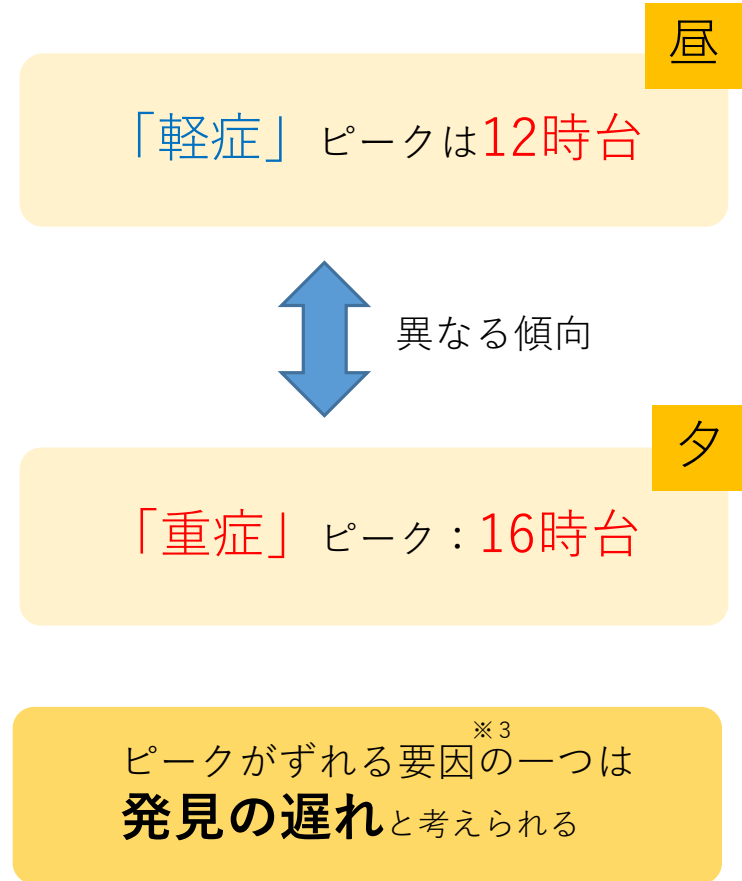 昼
「軽症」ピークは12時台
異なる傾向
夕
「重症」ピーク：16時台
※3
ピークがずれる要因の一つは
発見の遅れと考えられる